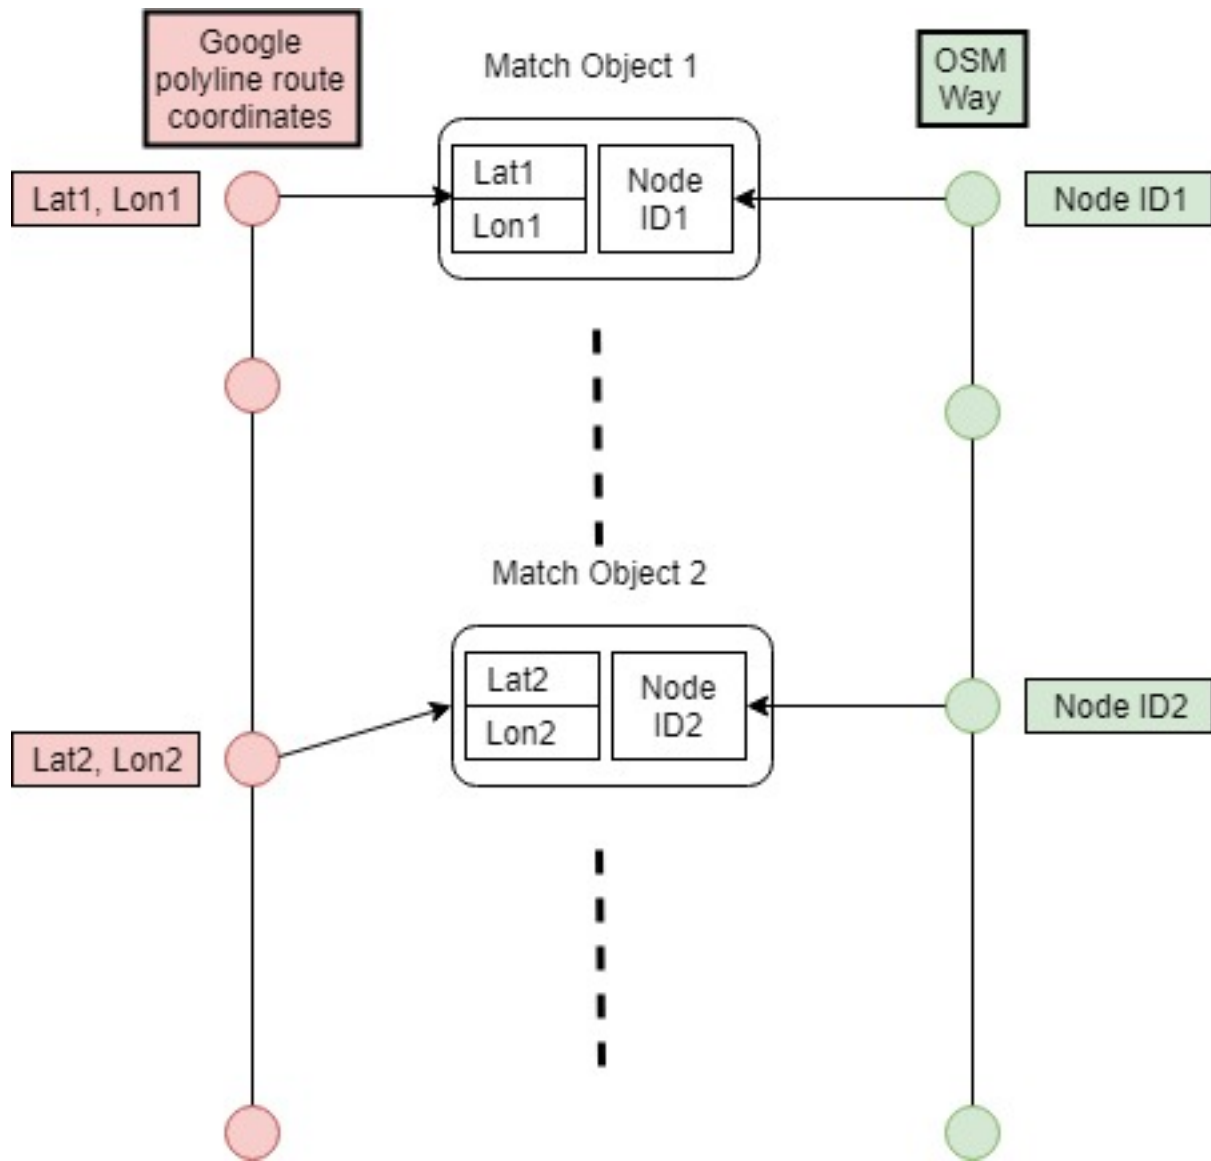 Google
polyline route
coordinates
Match Object 1
OSM
Way
Lat1, Lon1
Lat1
Lon1
Node
ID1
Node ID1
Match Object 2
Lat2
Lon2
Node
ID2
Node ID2
Lat2, Lon2